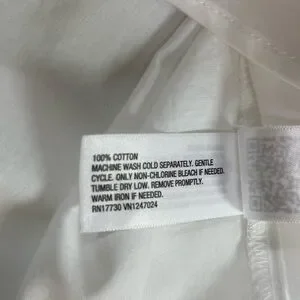 100% COTTON
MACHINE WASH COLD SEPARATELY. GENTLE
CYCLE. ONLY NON-CHLORINE BLEACH IF NEEDED.
TUMBLE DRY LOW. REMOVE PROMPTLY.
WARM IRON IF NEEDED.
RN17730 VN1247024